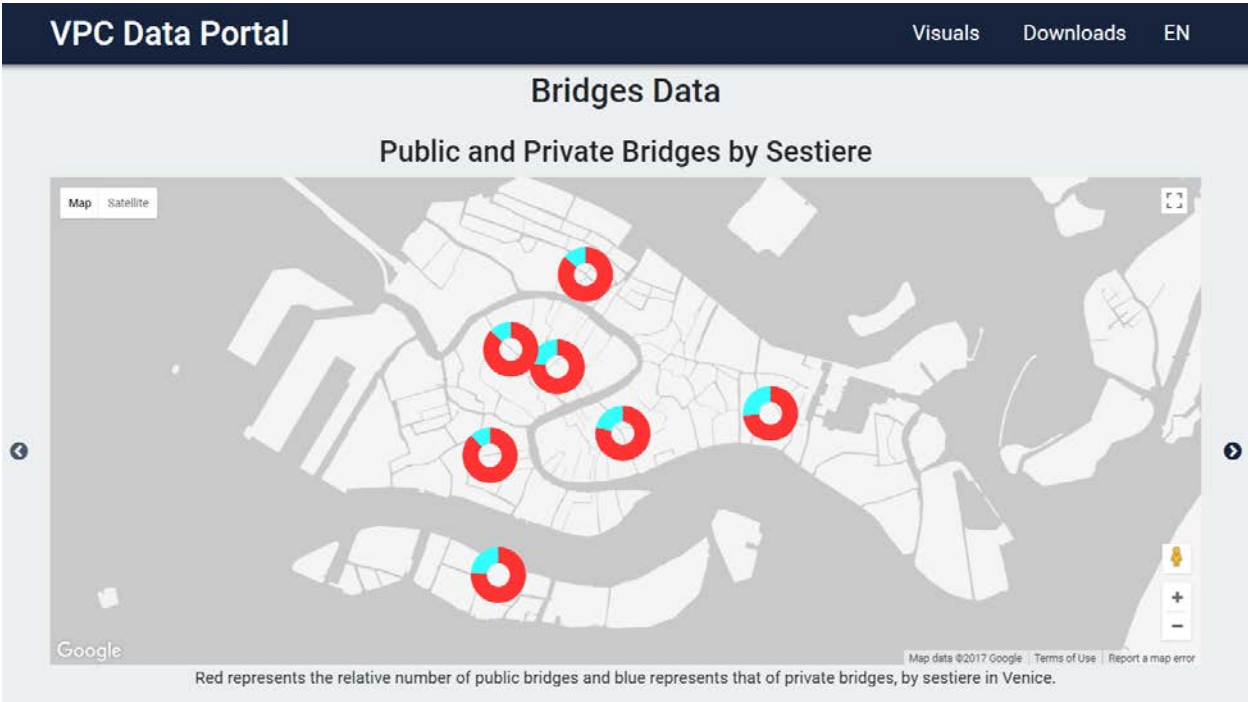 VPC Data Portal
Visuals Downloads EN
Bridges Data
Public and Private Bridges by Sestiere
Map Satellite
Google
Map data ©2017 Google Terms of Use Report a map error
Red represents the relative number of public bridges and blue represents that of private bridges, by sestiere in Venice.